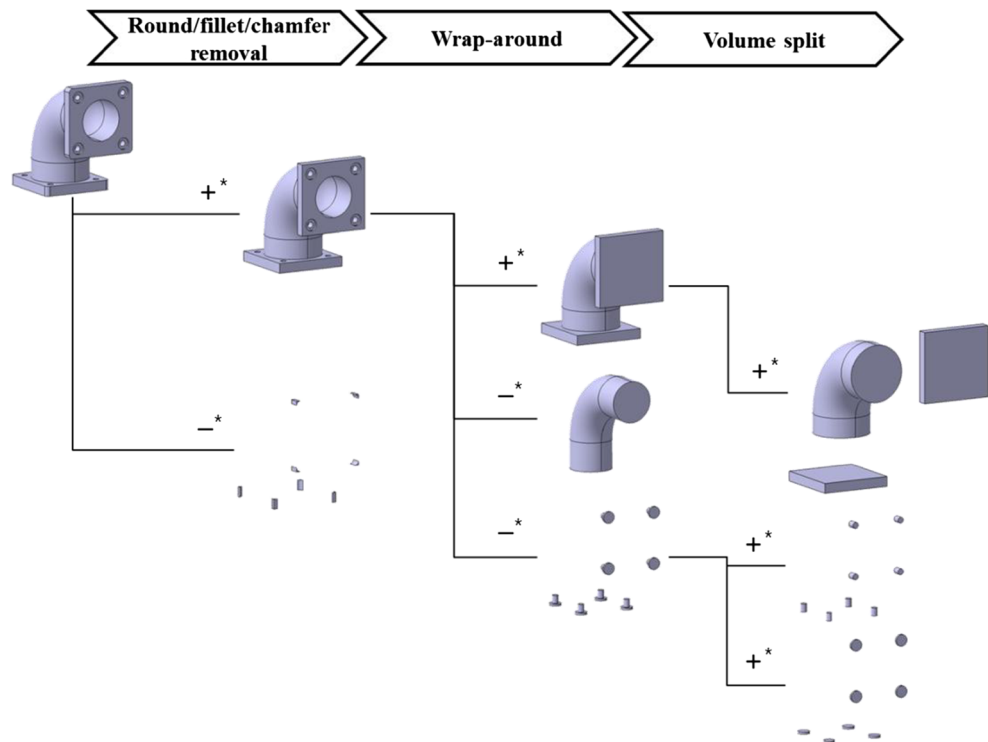 Round/fillet/chamfer
removal
Wrap-around
Volume split
+*
+*
+*
−*
−*
−*
+*
+*